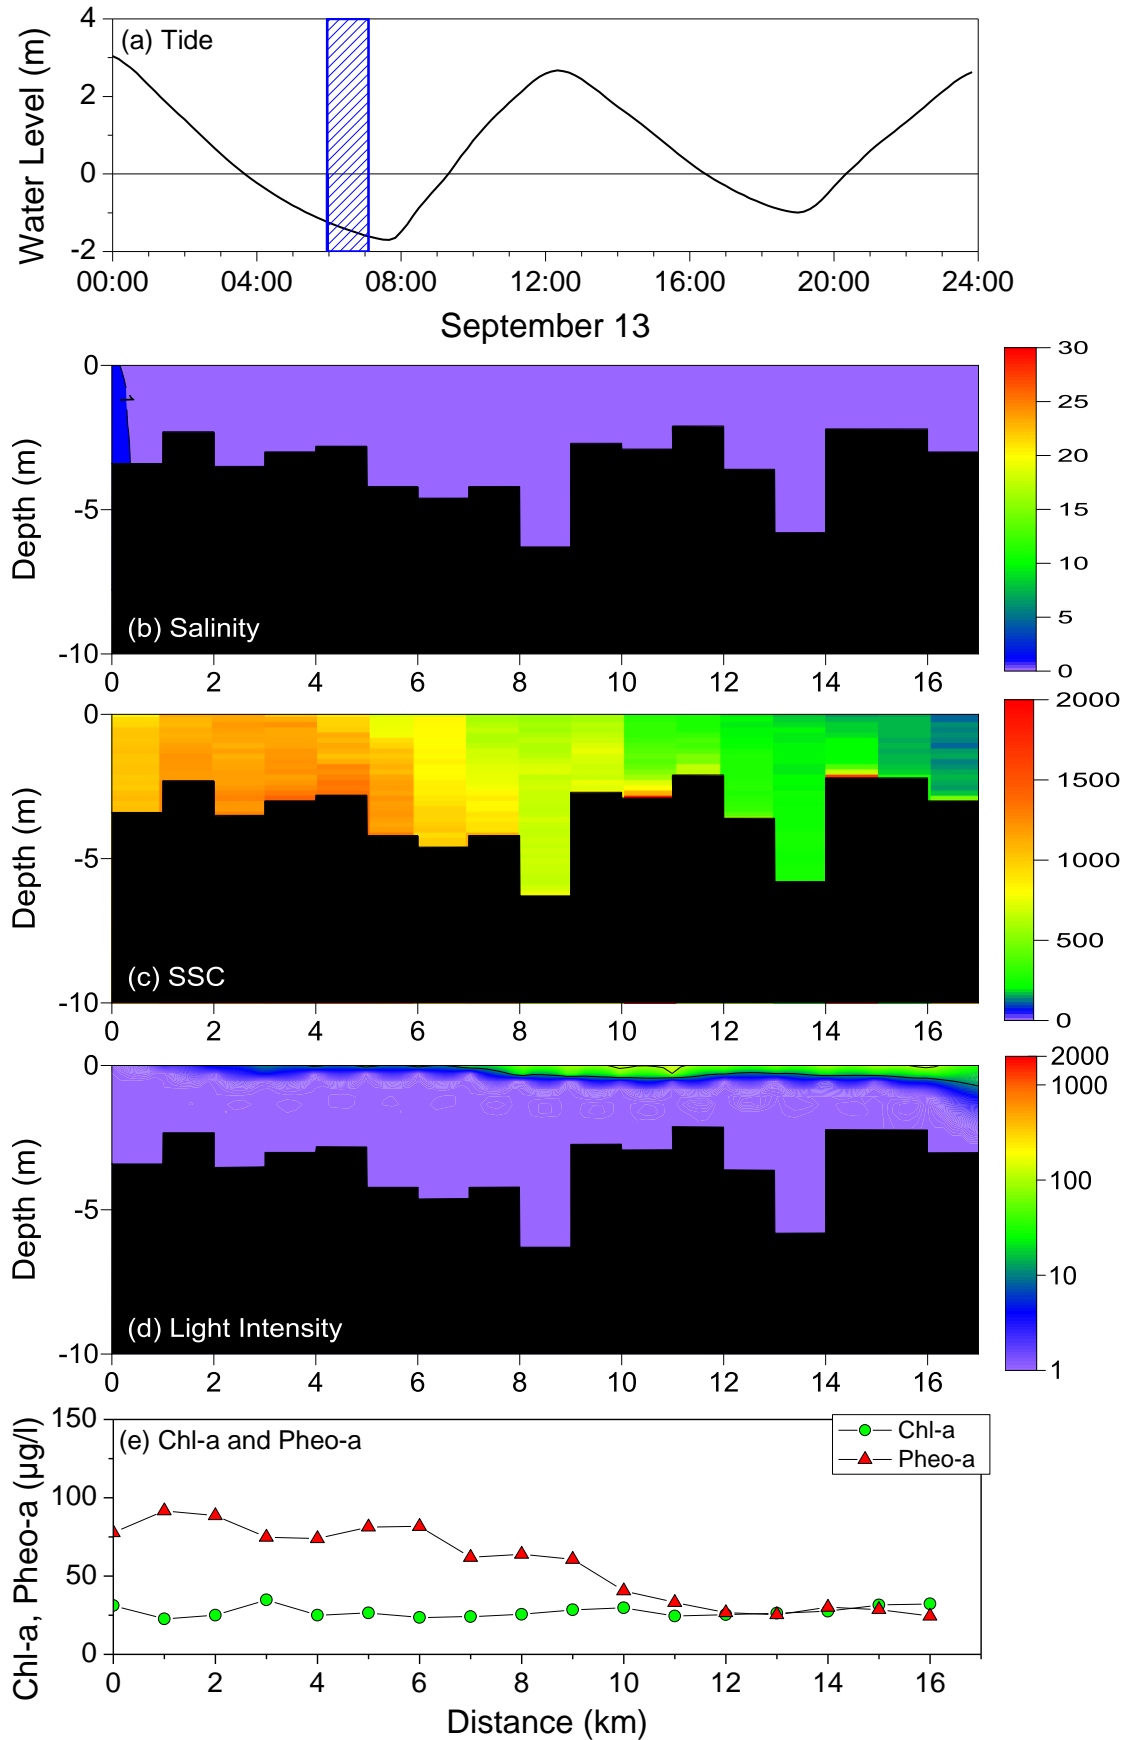 (a) Tide
Water Level (m)
4
2
0
-2
00:00 04:00 08:00 12:00 16:00 20:00 24:00
September 13
Depth (m)
0
-5
-10
(b) Salinity
1
0 2 4 6 8 10 12 14 16
30
25
20
15
10
5
0
Depth (m)
0
-5
-10
(c) SSC
0 2 4 6 8 10 12 14 16
2000
1500
1000
500
0
Depth (m)
0
-5
-10
(d) Light Intensity
0 2 4 6 8 10 12 14 16
2000
1000
100
10
1
Chl-a, Pheo-a (µg/l)
150
100
50
0
(e) Chl-a and Pheo-a
Chl-a
Pheo-a
0 2 4 6 8 10 12 14 16
Distance (km)